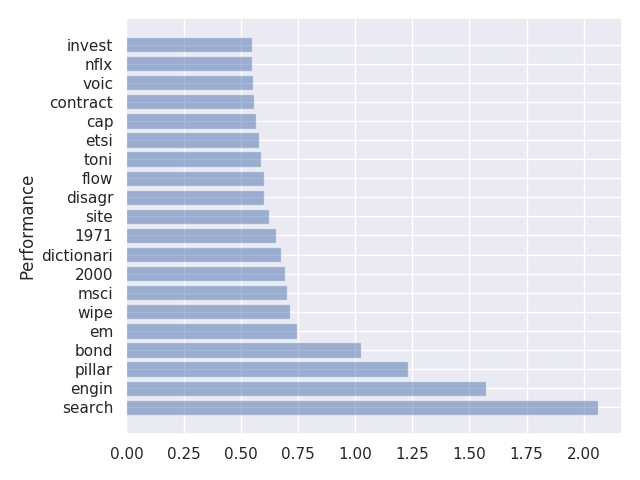 invest
nflx
voic
contract
cap
etsi
toni
flow
disagr
site
1971
dictionari
2000
msci
wipe
em
bond
pillar
engin
search
Performance
0.00 0.25 0.50 0.75 1.00 1.25 1.50 1.75 2.00